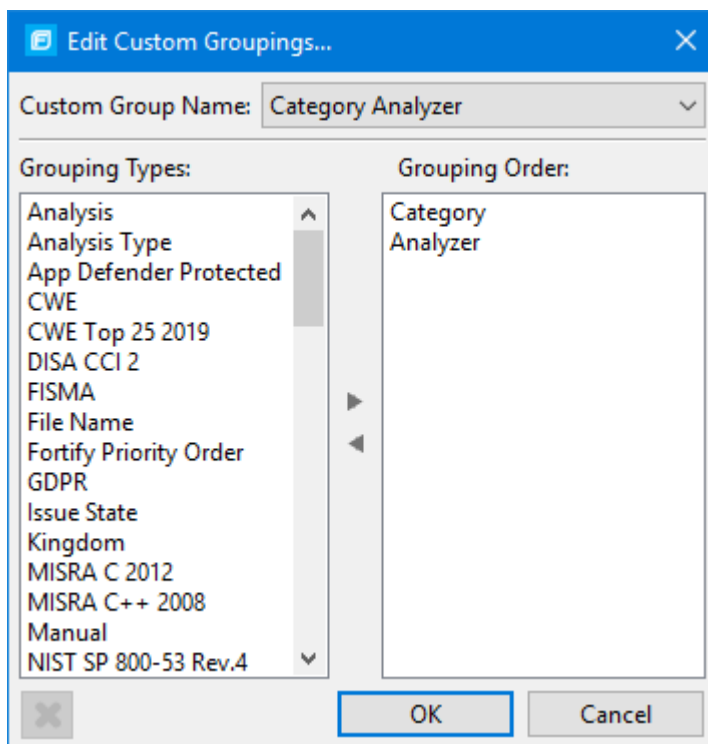 Edit Custom Groupings...
Custom Group Name: Category Analyzer
Grouping Types:
Analysis
Analysis Type
App Defender Protected
CWE
CWE Top 25 2019
DISA CCI 2
FISMA
File Name
Fortify Priority Order
GDPR
Issue State
Kingdom
MISRA C 2012
MISRA C++ 2008
Manual
NIST SP 800-53 Rev.4
Grouping Order:
Category
Analyzer
OK
Cancel